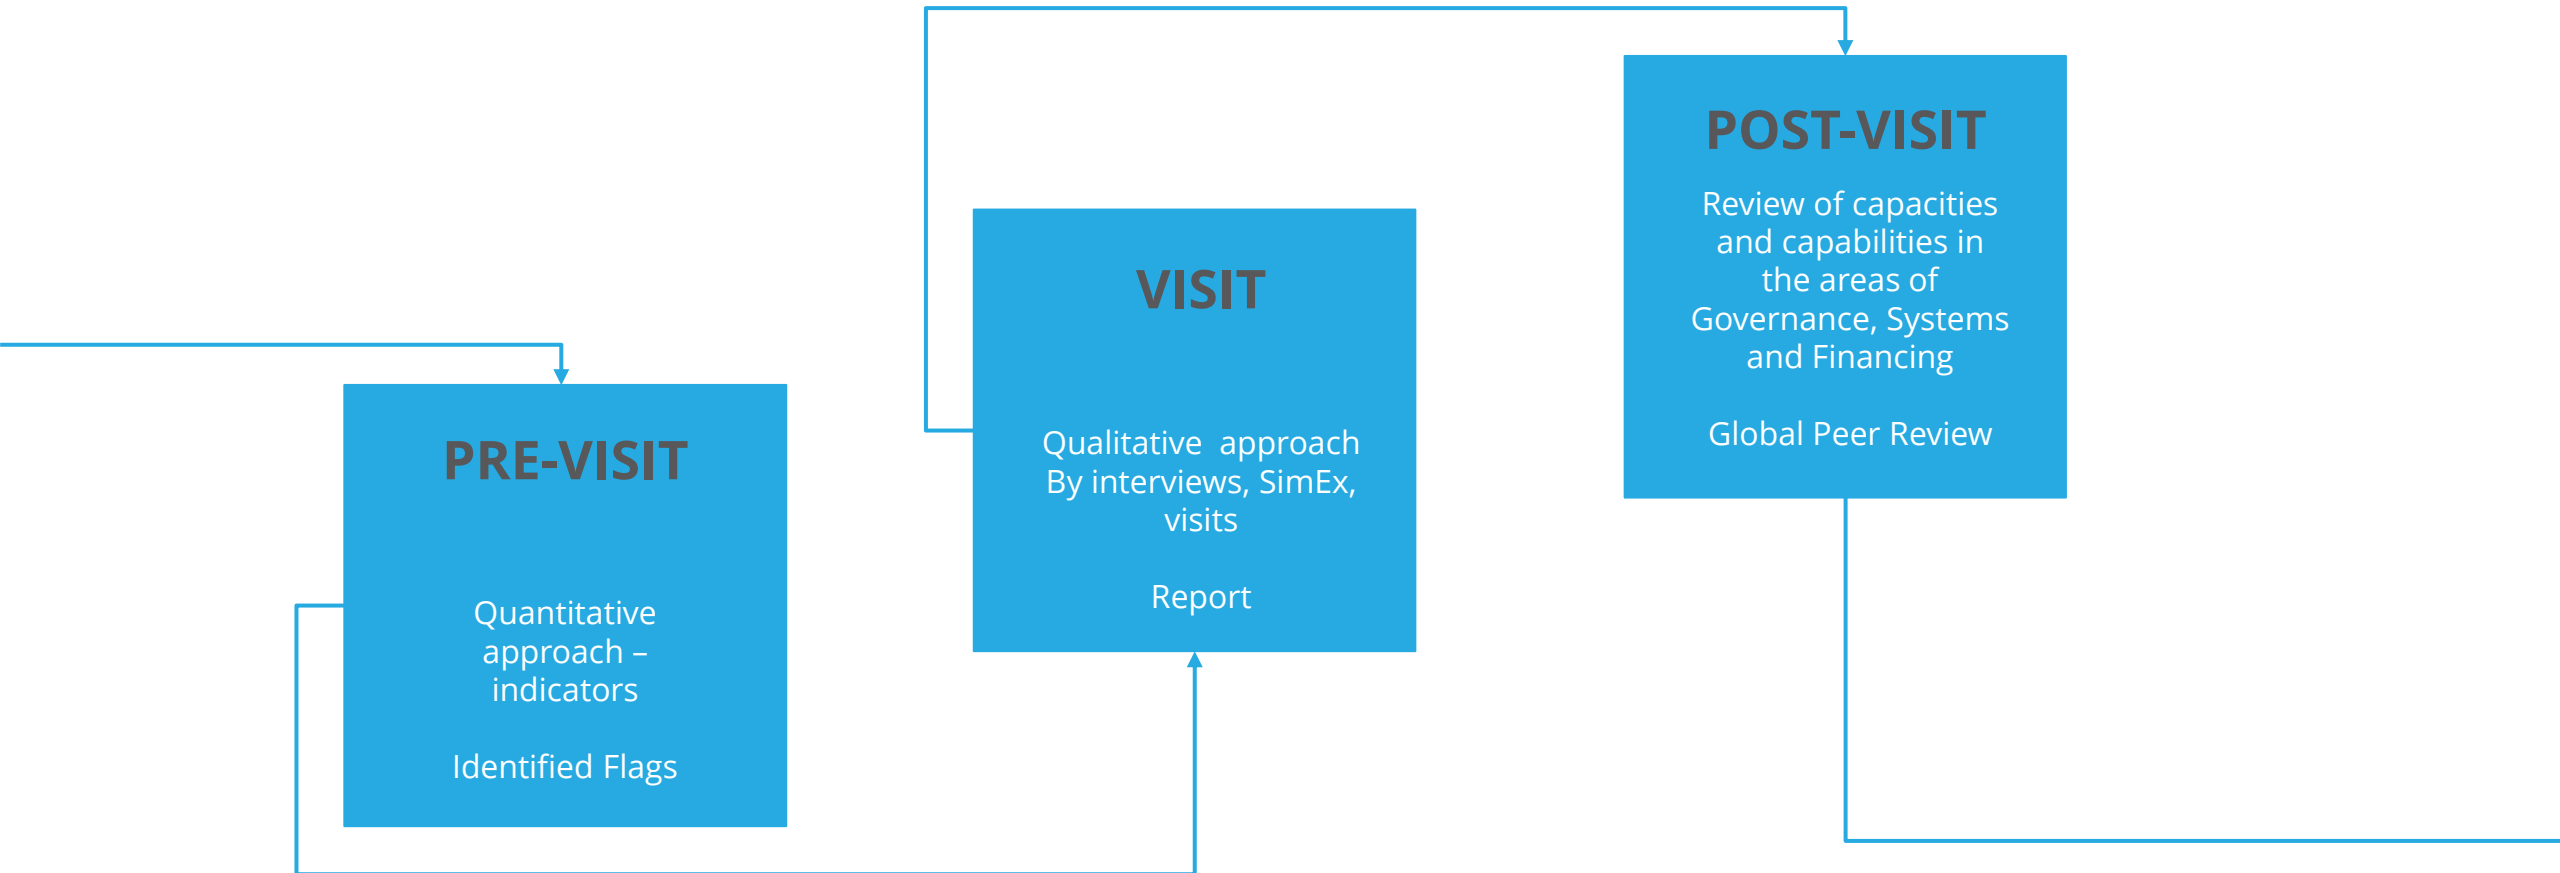 PRE-VISIT
Quantitative
approach –
indicators
Identified Flags
VISIT
Qualitative  approach
By interviews, SimEx,
visits
Report
POST-VISIT
Review of capacities
and capabilities in
the areas of
Governance, Systems
and Financing
Global Peer Review